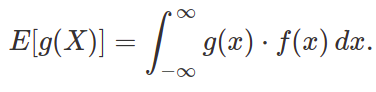 E[g(X)] = ∫_{-∞}^{∞} g(x) · f(x) dx.